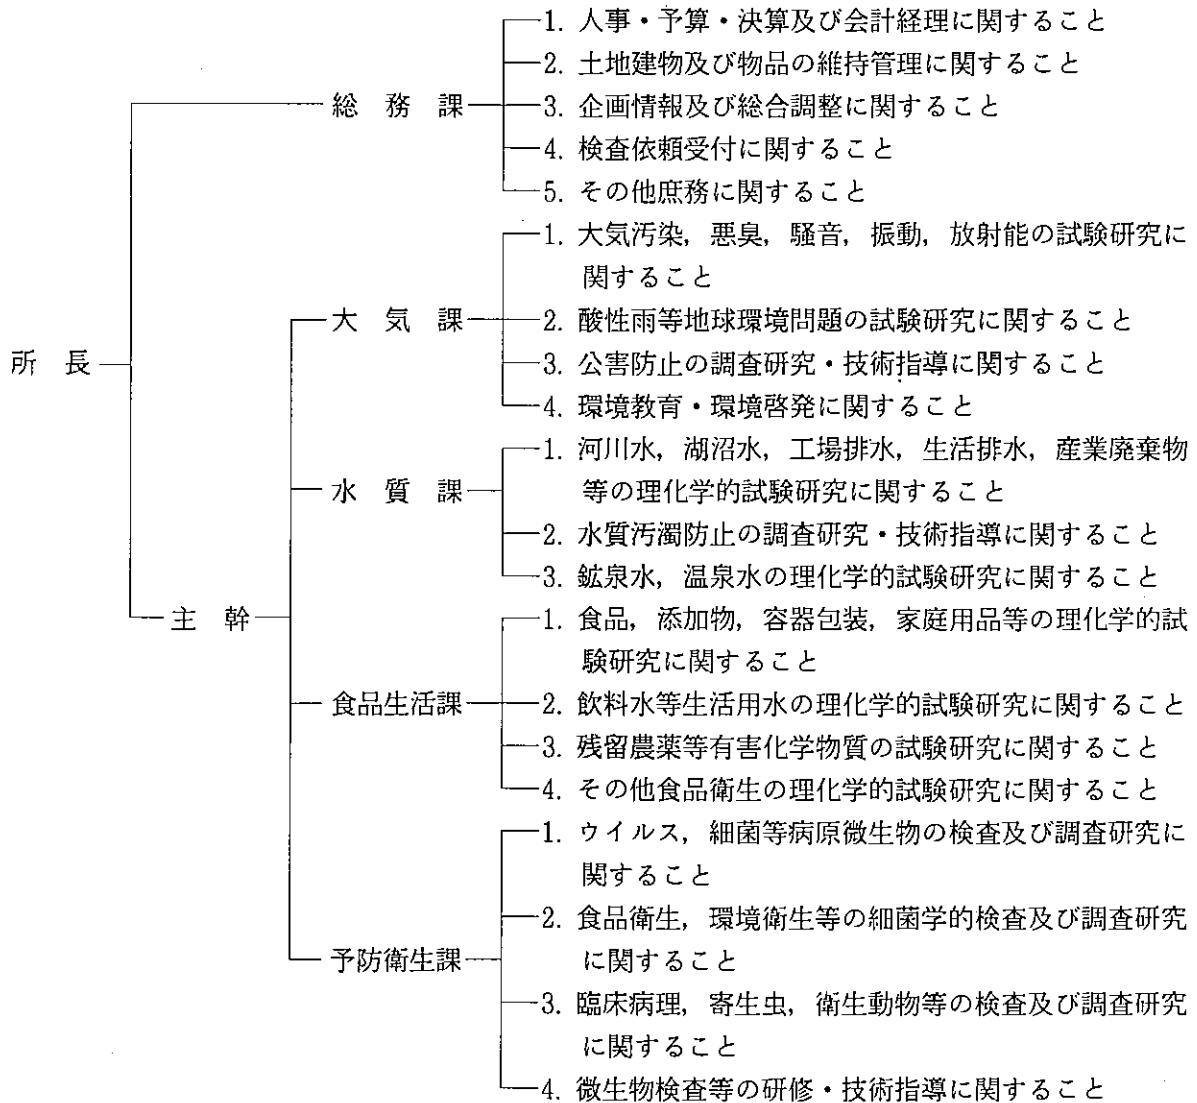 1. 人事・予算・決算及び会計経理に関すること
2. 土地建物及び物品の維持管理に関すること
総務課
3. 企画情報及び総合調整に関すること
4. 検査依頼受付に関すること
5. その他庶務に関すること
1. 大気汚染，悪臭，騒音，振動，放射能の試験研究に
関すること
大気課
2. 酸性雨等地球環境問題の試験研究に関すること
所長
3. 公害防止の調査研究・技術指導に関すること
4. 環境教育・環境啓発に関すること
1. 河川水，湖沼水，工場排水，生活排水，産業廃棄物
水質課
等の理化学的試験研究に関すること
2. 水質汚濁防止の調査研究・技術指導に関すること
3. 鉱泉水，温泉水の理化学的試験研究に関すること
主幹
1. 食品，添加物，容器包装，家庭用品等の理化学的試
験研究に関すること
食品生活課
2. 飲料水等生活用水の理化学的試験研究に関すること
3. 残留農薬等有害化学物質の試験研究に関すること
4. その他食品衛生の理化学的試験研究に関すること
1. ウイルス，細菌等病原微生物の検査及び調査研究に
関すること
2. 食品衛生，環境衛生等の細菌学的検査及び調査研究
に関すること
予防衛生課
3. 臨床病理，寄生虫，衛生動物等の検査及び調査研究
に関すること
4. 微生物検査等の研修・技術指導に関すること